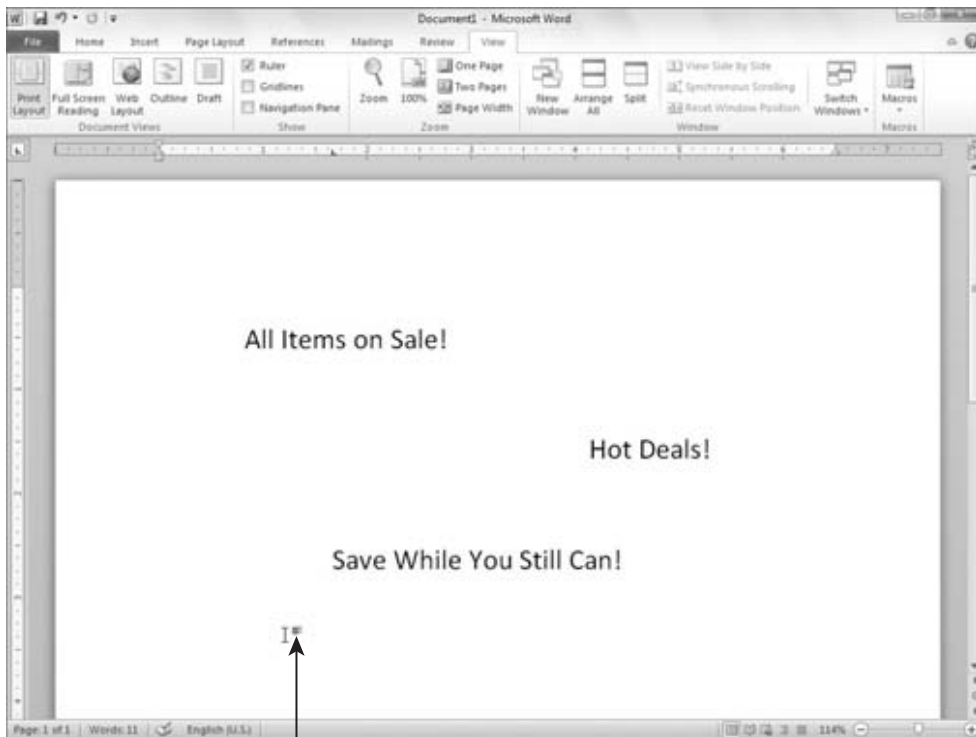 Document1 - Microsoft Word
File Home Insert Page Layout References Mailings Review View
Print Layout
Full Screen Reading
Web Layout
Outline
Draft
Document Views
Ruler
Gridlines
Navigation Pane
Show
Zoom
100%
One Page
Two Pages
Page Width
Zoom
New Window
Arrange All
Split
View Side by Side
Synchronous Scrolling
Reset Window Position
Window
Switch Windows
Macros
Macros
All Items on Sale!
Hot Deals!
Save While You Still Can!
Page: 1 of 1 Words: 11 English (U.S.) 114%